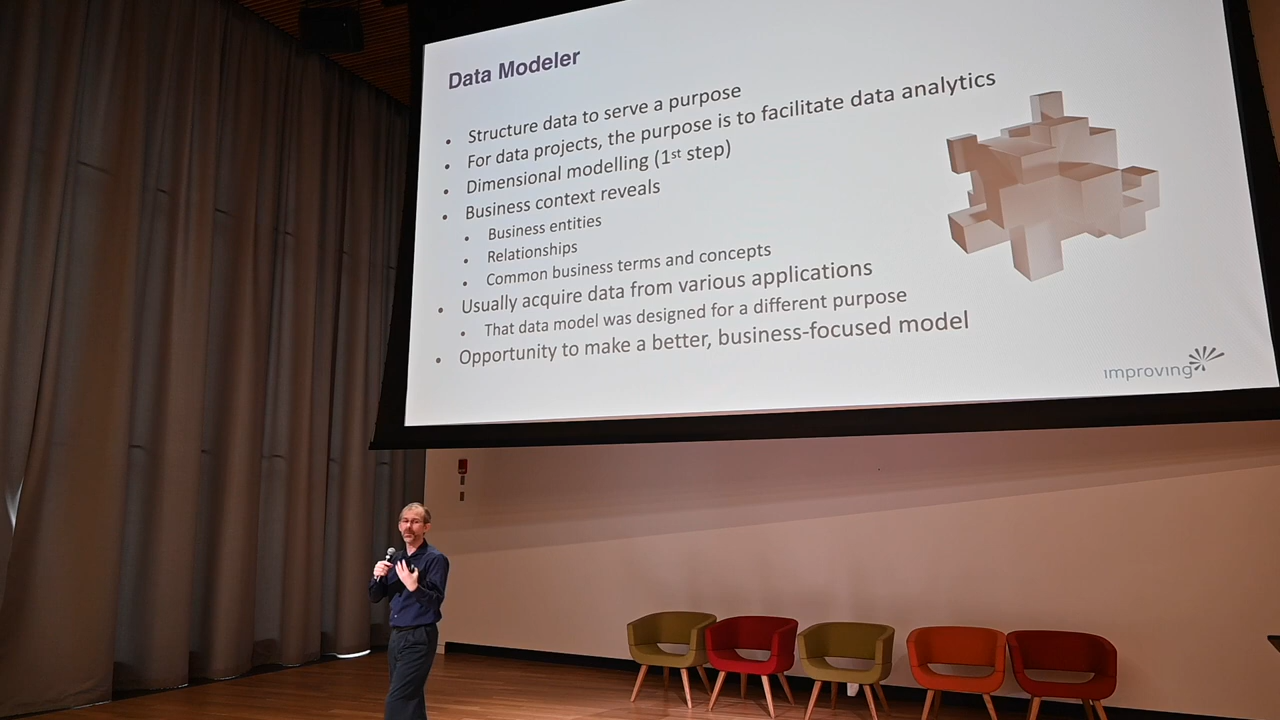 Data Modeler
• Structure data to serve a purpose
• For data projects, the purpose is to facilitate data analytics
• Dimensional modelling (1st step)
• Business context reveals
• Business entities
• Relationships
• Common business terms and concepts
• Usually acquire data from various applications
• That data model was designed for a different purpose
• Opportunity to make a better, business-focused model
improving